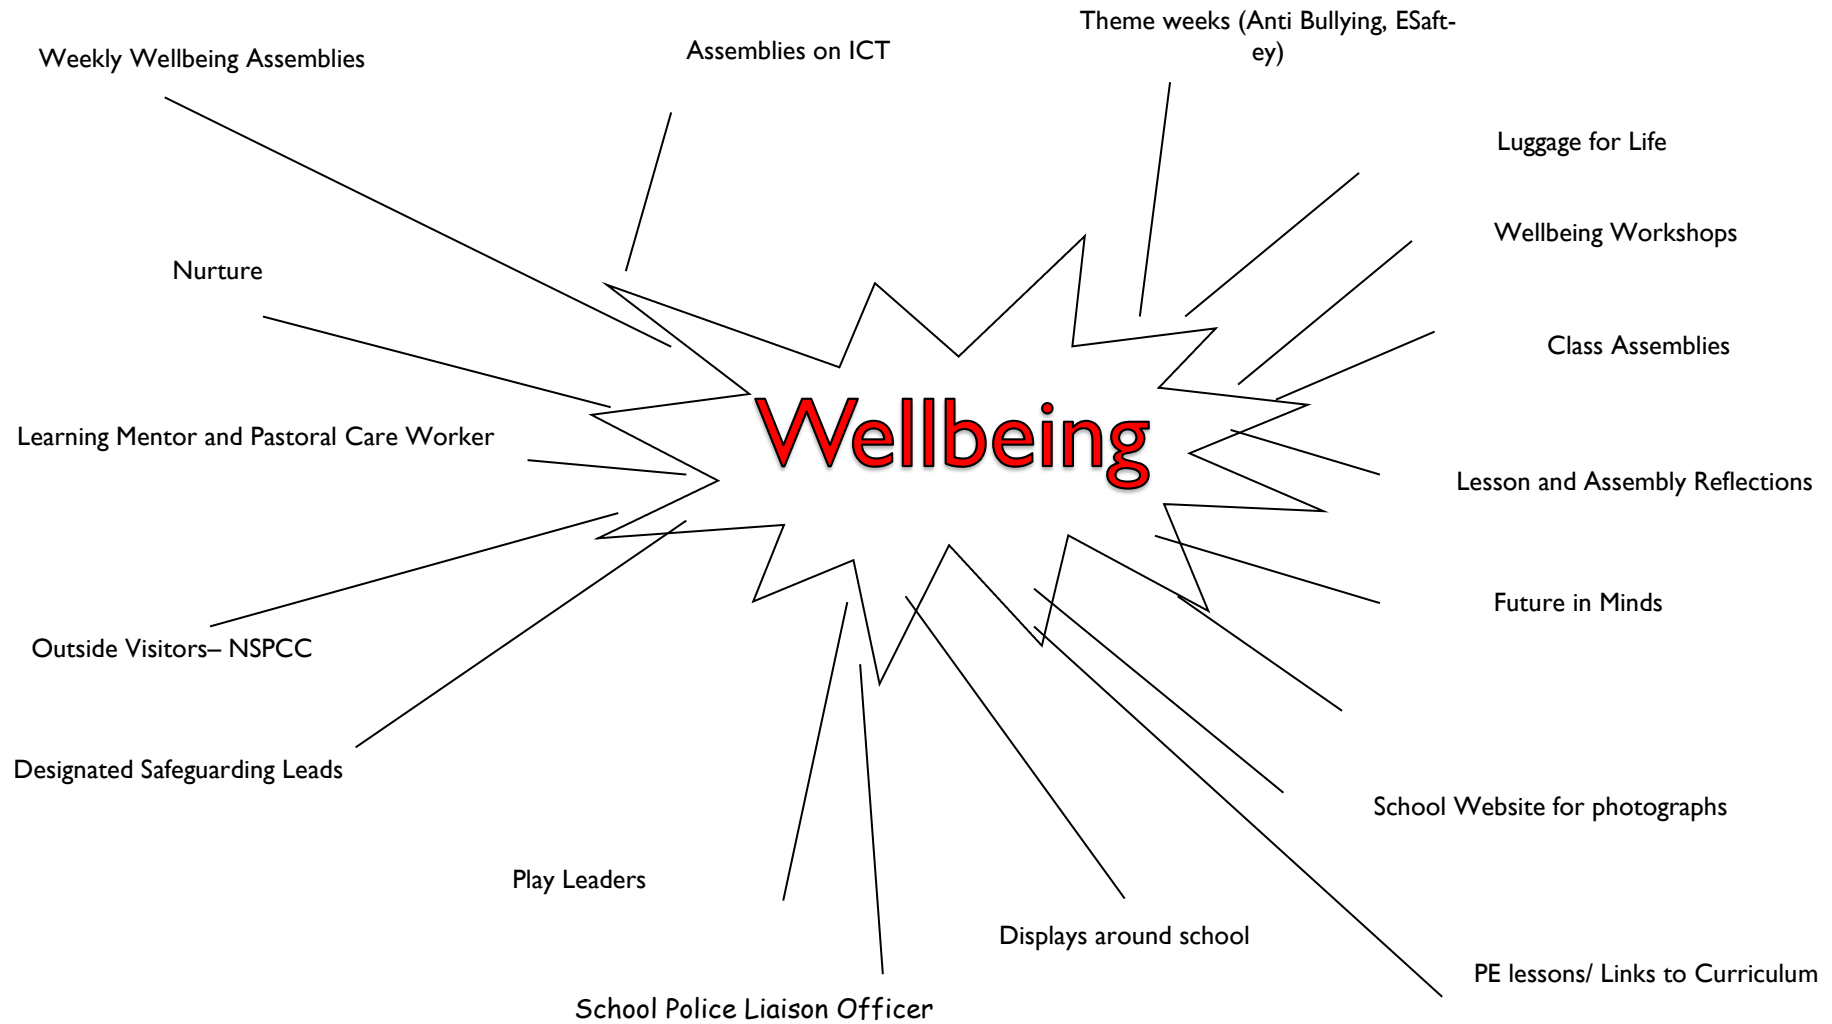 Theme weeks (Anti Bullying, ESaft-
ey)
Weekly Wellbeing Assemblies
Assemblies on ICT
Luggage for Life
Wellbeing Workshops
Nurture
Class Assemblies
Wellbeing
Learning Mentor and Pastoral Care Worker
Lesson and Assembly Reflections
Future in Minds
Outside Visitors– NSPCC
Designated Safeguarding Leads
School Website for photographs
Play Leaders
Displays around school
PE lessons/ Links to Curriculum
School Police Liaison Officer